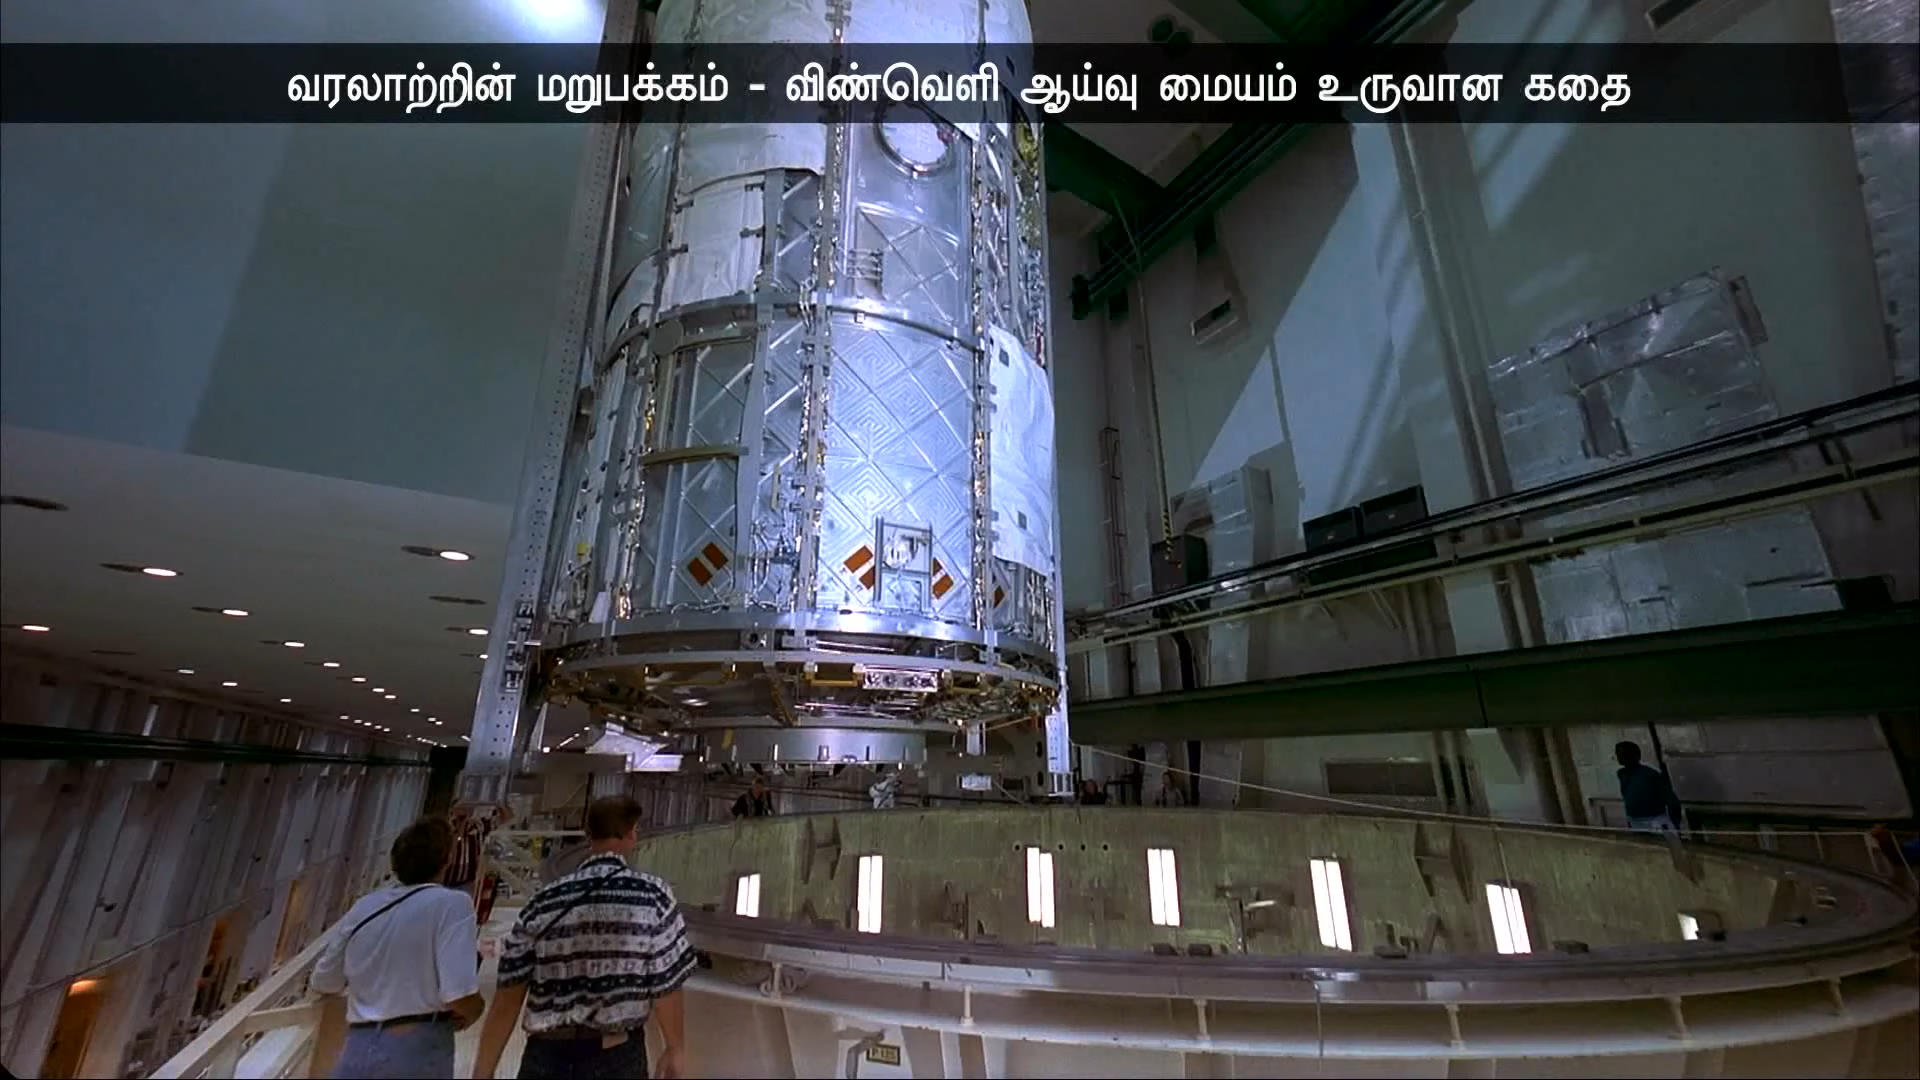 வரலாற்றின் மறுபக்கம் - விண்வெளி ஆய்வு மையம் உருவான கதை